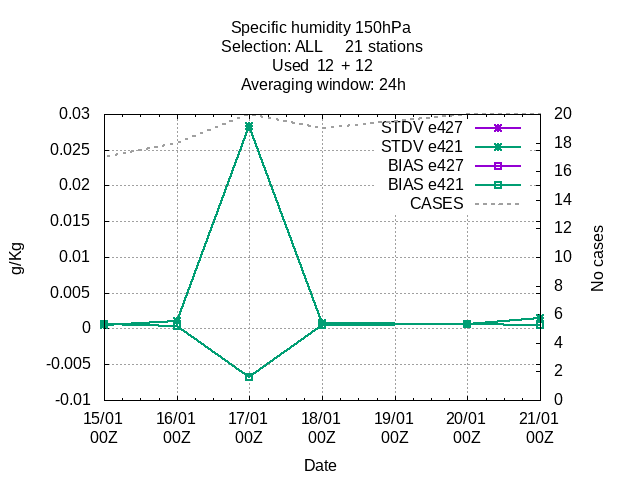 Specific humidity 150hPa
Selection: ALL     21 stations
Used  12  + 12
Averaging window: 24h
0.03
0.025
0.02
0.015
0.01
0.005
0
-0.005
-0.01
g/Kg
STDV e427
STDV e421
BIAS e427
BIAS e421
CASES
20
18
16
14
12
10
8
6
4
2
0
No cases
15/01 16/01 17/01 18/01 19/01 20/01 21/01
00Z 00Z 00Z 00Z 00Z 00Z 00Z
Date